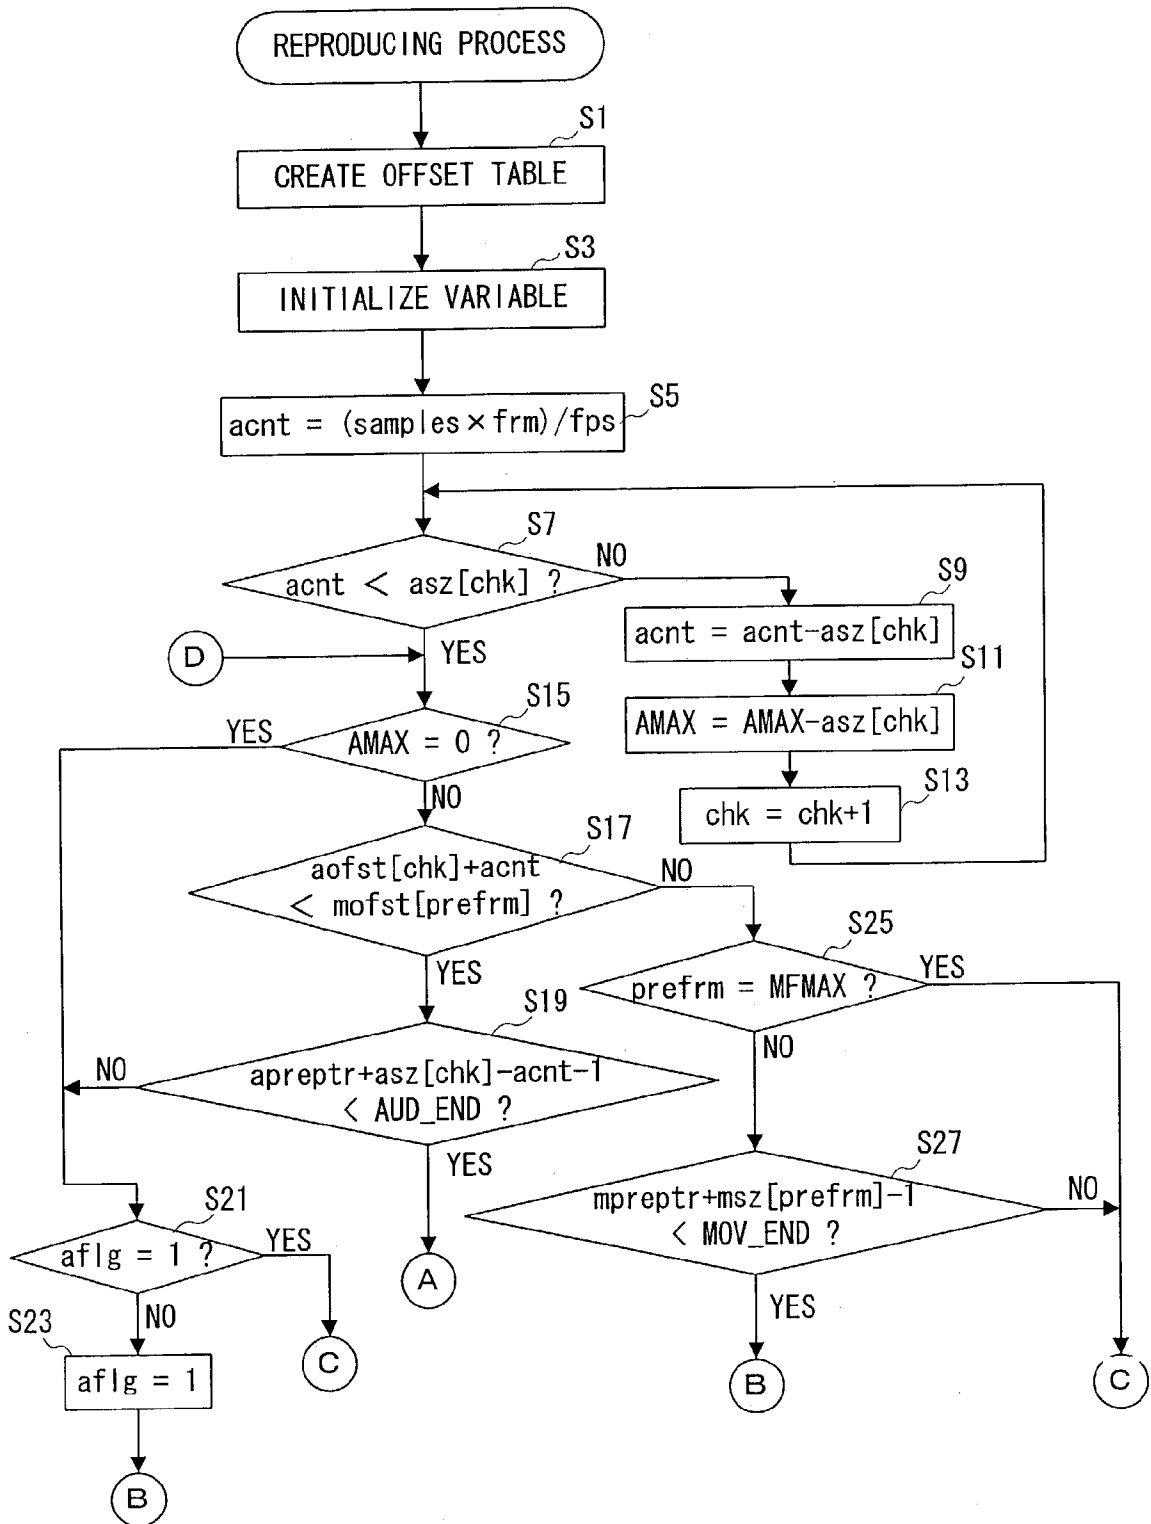 REPRODUCING PROCESS
S1
CREATE OFFSET TABLE
S3
INITIALIZE VARIABLE
S5
acnt = (samples×frm)/fps
S7
acnt < asz[chk] ?
NO
S9
acnt = acnt-asz[chk]
D
YES
S11
AMAX = AMAX-asz[chk]
S15
YES
AMAX = 0 ?
NO
S13
chk = chk+1
S17
aofst[chk]+acnt
< mofst[prefrm] ?
NO
YES
S25
prefrm = MFMAX ?
YES
NO
S19
apreptr+asz[chk]-acnt-1
< AUD_END ?
NO
YES
S27
mpreptr+msz[prefrm]-1
< MOV_END ?
NO
YES
S21
aflg = 1 ?
YES
NO
A
S23
aflg = 1
C
B
C
B